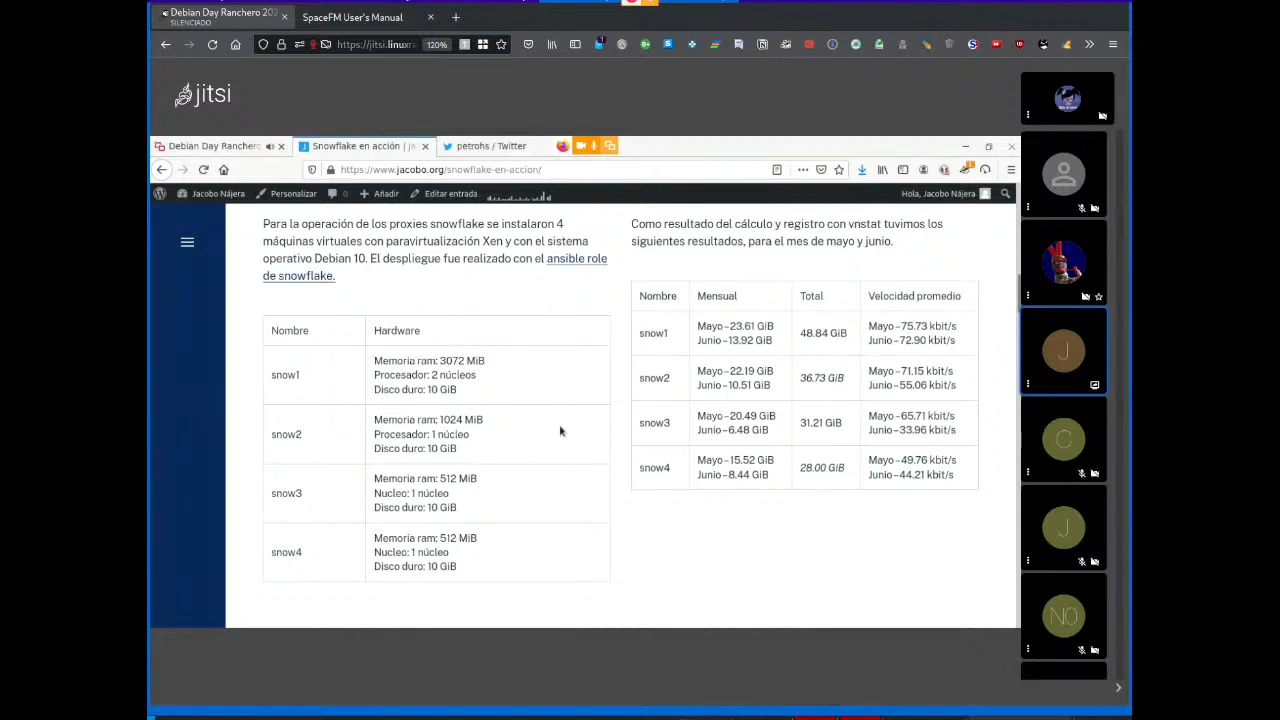 Debian Day Ranchero 202
SILENCIADO
SpaceFM User's Manual
https://jitsi.linuxre
120%
jitsi
Debian Day Ranchero
Snowflake en acción | ja
petrohs / Twitter
https://www.jacobo.org/snowflake-en-accion/
Jacobo Nájera
Personalizar
0
Añadir
Editar entrada
Hola, Jacobo Nájera
Para la operación de los proxies snowflake se instalaron 4
máquinas virtuales con paravirtualización Xen y con el sistema
operativo Debian 10. El despliegue fue realizado con el ansible role
de snowflake.
Nombre
Hardware
snow1
Memoria ram: 3072 MiB
Procesador: 2 núcleos
Disco duro: 10 GiB
snow2
Memoria ram: 1024 MiB
Procesador: 1 núcleo
Disco duro: 10 GiB
snow3
Memoria ram: 512 MiB
Nucleo: 1 núcleo
Disco duro: 10 GiB
snow4
Memoria ram: 512 MiB
Nucleo: 1 núcleo
Disco duro: 10 GiB
Como resultado del cálculo y registro con vnstat tuvimos los
siguientes resultados, para el mes de mayo y junio.
Nombre
Mensual
Total
Velocidad promedio
snow1
Mayo – 23.61 GiB
Junio – 13.92 GiB
48.84 GiB
Mayo – 75.73 kbit/s
Junio – 72.90 kbit/s
snow2
Mayo – 22.19 GiB
Junio – 10.51 GiB
36.73 GiB
Mayo – 71.15 kbit/s
Junio – 55.06 kbit/s
snow3
Mayo – 20.49 GiB
Junio – 6.48 GiB
31.21 GiB
Mayo – 65.71 kbit/s
Junio – 33.96 kbit/s
snow4
Mayo – 15.52 GiB
Junio – 8.44 GiB
28.00 GiB
Mayo – 49.76 kbit/s
Junio – 44.21 kbit/s
J
C
J
NO